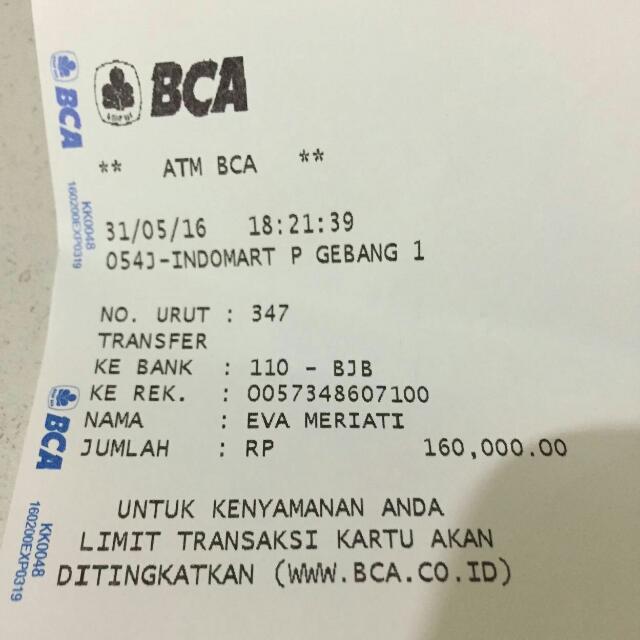 BCA
** ATM BCA **
31/05/16 18:21:39
054J-INDOMART P GEBANG 1
NO. URUT : 347
TRANSFER
KE BANK : 110 - BJB
KE REK. : 0057348607100
NAMA : EVA MERIATI
JUMLAH : RP 160,000.00
UNTUK KENYAMANAN ANDA
LIMIT TRANSAKSI KARTU AKAN
DITINGKATKAN (WWW.BCA.CO.ID)
BCA
KK0048
160200EXP0319
BCA
KK0048
160200EXP0319